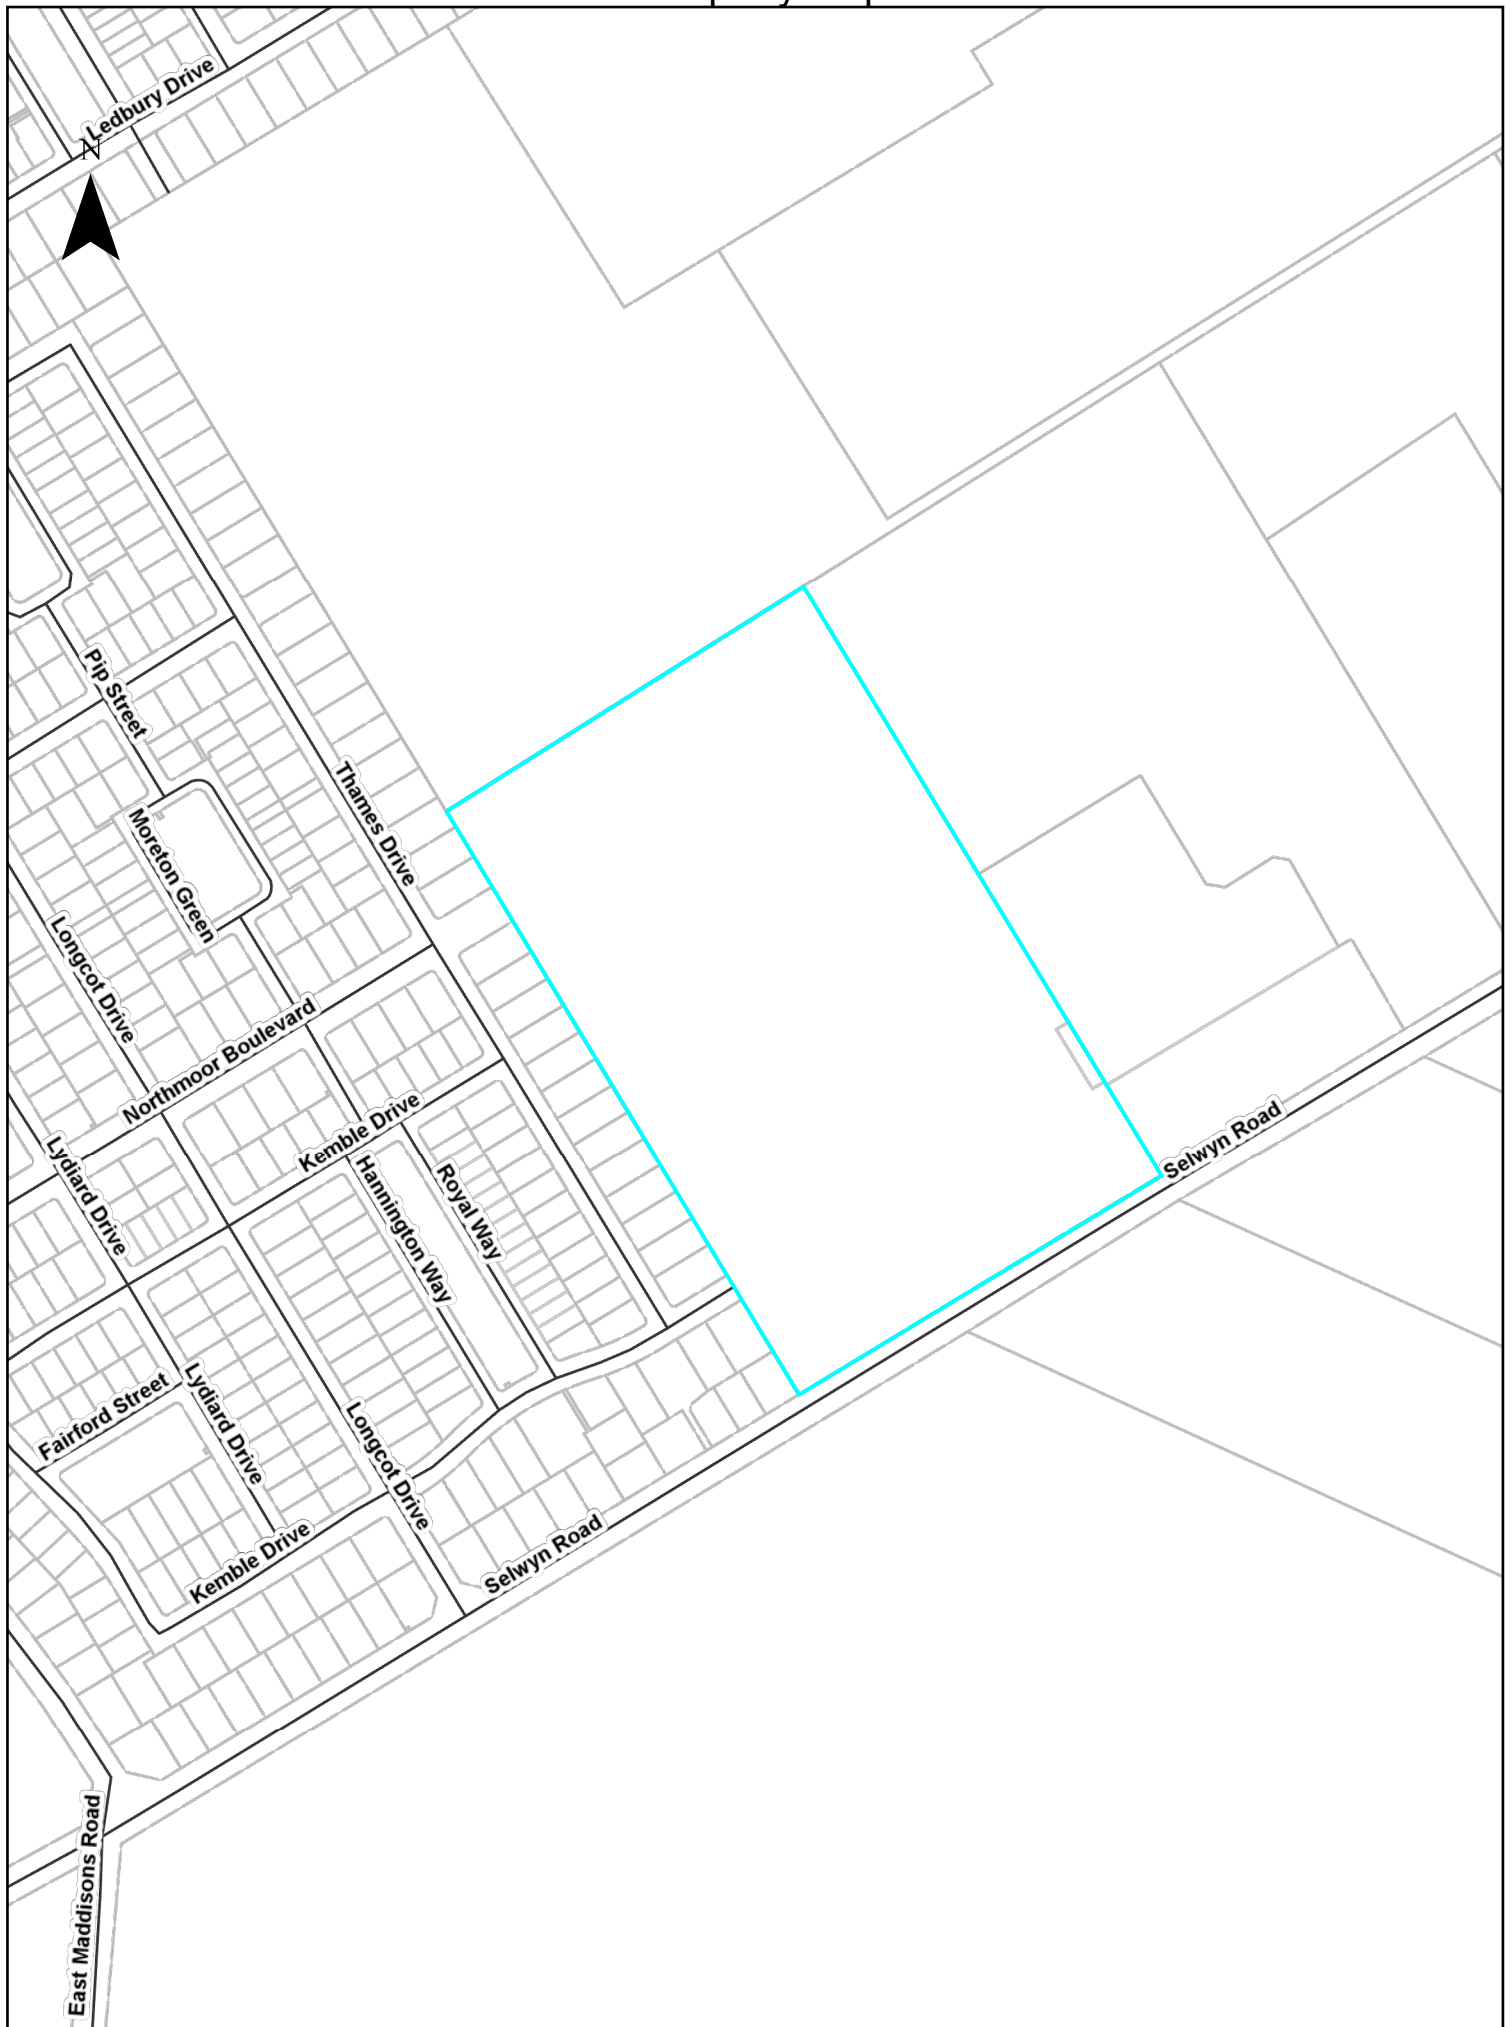 Ledbury Drive
N
Pip Street
Thames Drive
Moreton Green
Longcot Drive
Northmoor Boulevard
Kemble Drive
Lydiard Drive
Hannington Way
Royal Way
Selwyn Road
Fairford Street
Lydiard Drive
Longcot Drive
Kemble Drive
Selwyn Road
East Maddisons Road